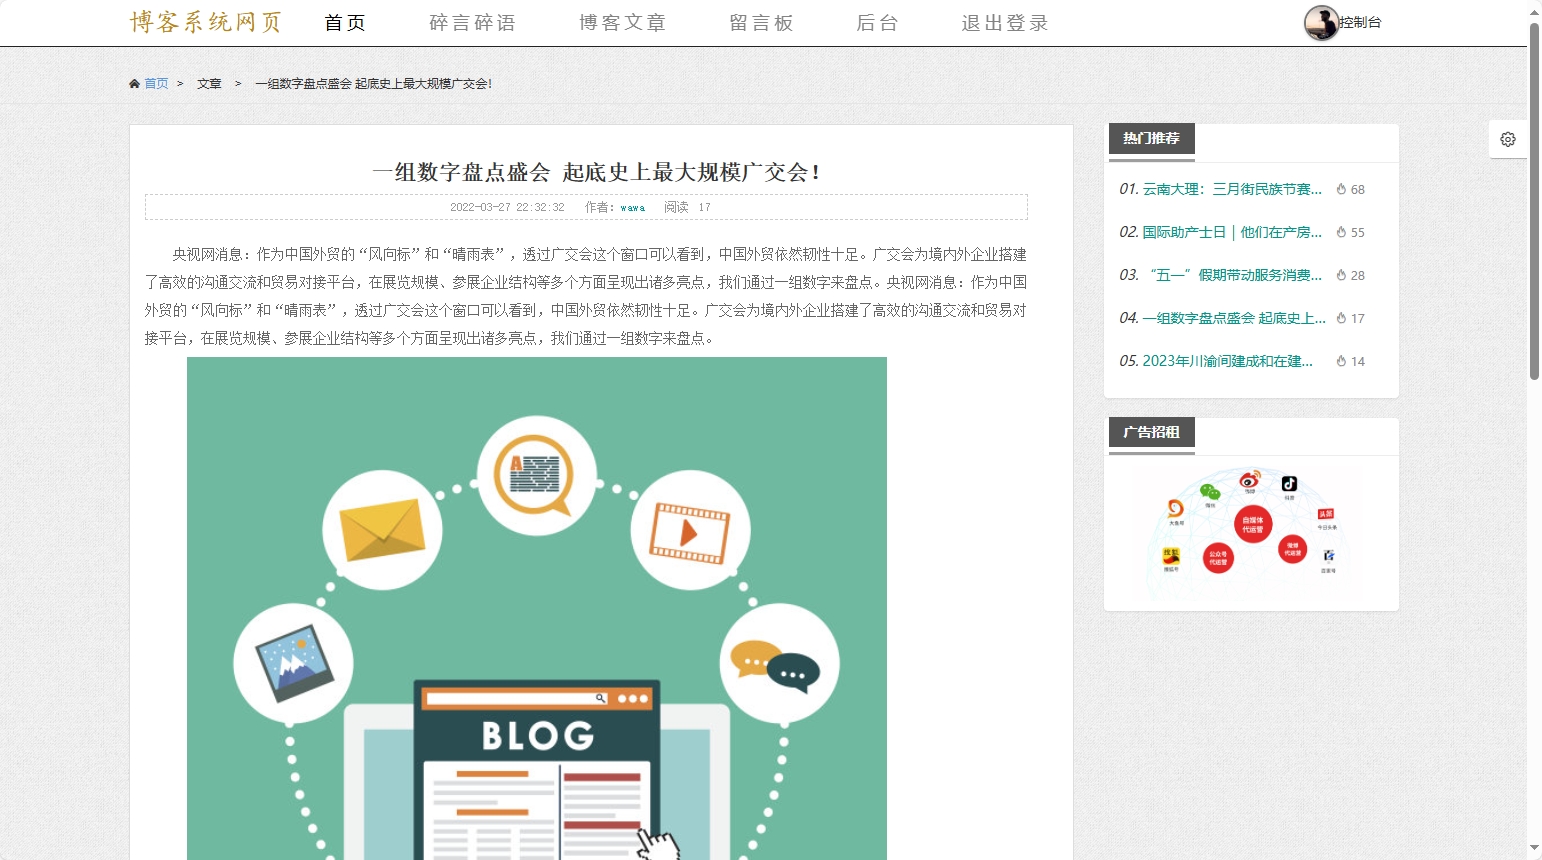 博客系统网页
首页
碎言碎语
博客文章
留言板
后台
退出登录
控制台
首页 > 文章 > 一组数字盘点盛会 起底史上最大规模广交会!
一组数字盘点盛会 起底史上最大规模广交会!
2022-03-27 22:32:32 作者：wawa 阅读 17
央视网消息：作为中国外贸的“风向标”和“晴雨表”，透过广交会这个窗口可以看到，中国外贸依然韧性十足。广交会为境内外企业搭建
了高效的沟通交流和贸易对接平台，在展览规模、参展企业结构等多个方面呈现出诸多亮点，我们通过一组数字来盘点。央视网消息：作为中国
外贸的“风向标”和“晴雨表”，透过广交会这个窗口可以看到，中国外贸依然韧性十足。广交会为境内外企业搭建了高效的沟通交流和贸易对
接平台，在展览规模、参展企业结构等多个方面呈现出诸多亮点，我们通过一组数字来盘点。
A
BLOG
热门推荐
01. 云南大理：三月街民族节赛... 68
02. 国际助产士日｜他们在产房... 55
03. “五一”假期带动服务消费... 28
04. 一组数字盘点盛会 起底史上... 17
05. 2023年川渝间建成和在建... 14
广告招租
微信
抖音
大鱼号
头条
今日头条
自媒体
代运营
微博
代运营
公众号
代运营
搜狐
搜狐号
百家号